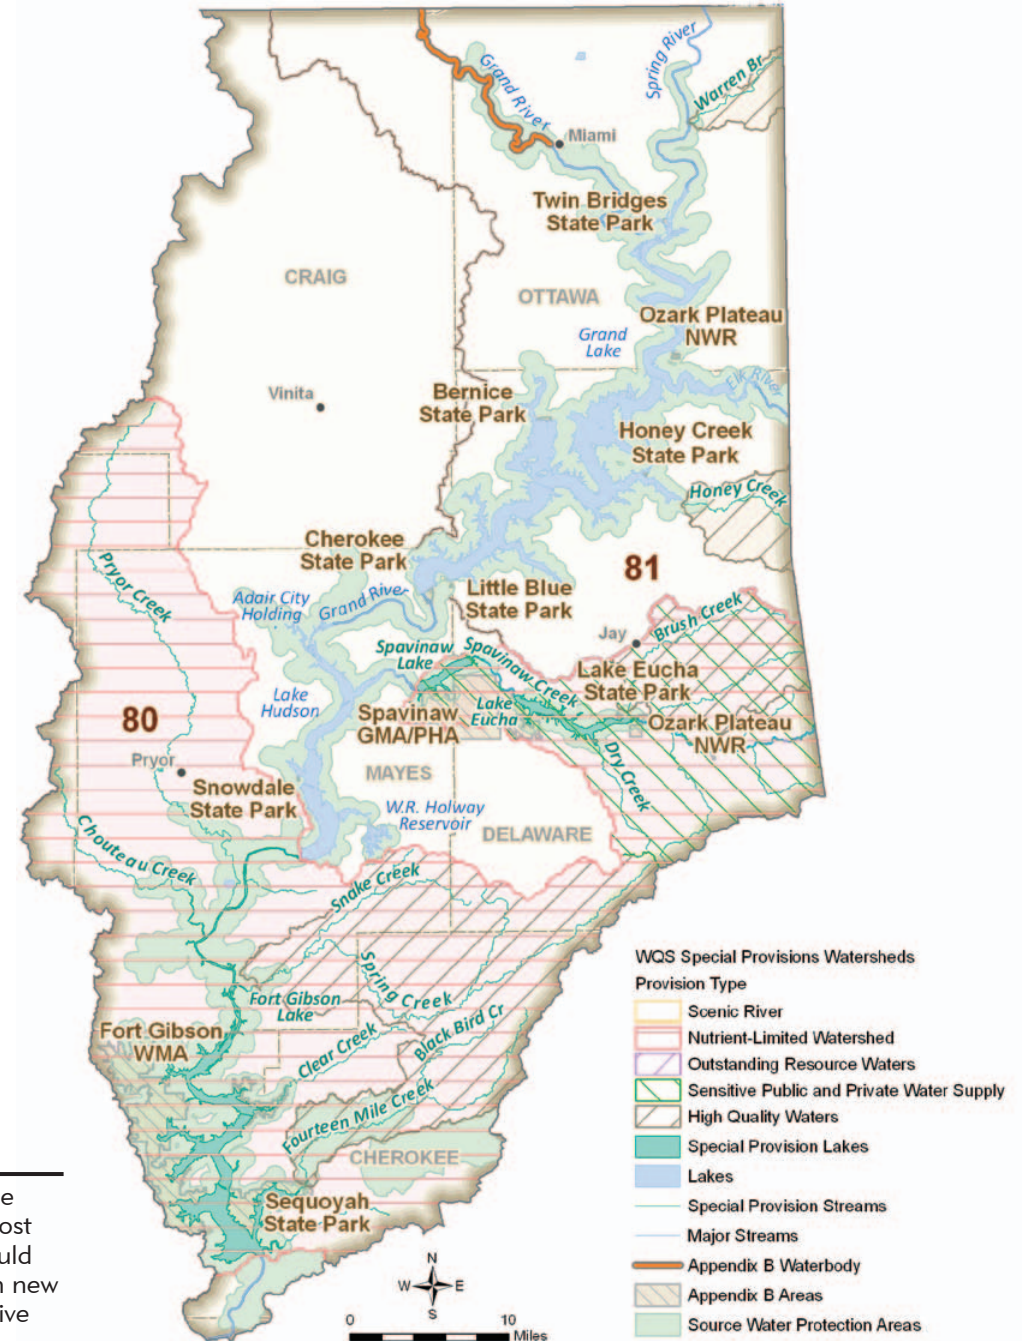 Spring River
Warren Br
Grand River
Miami
Twin Bridges
State Park
CRAIG
OTTAWA
Ozark Plateau
NWR
Grand
Lake
Elk River
Vinita
Bernice
State Park
Honey Creek
State Park
Honey Creek
Cherokee
State Park
81
Pryor Creek
Adair City
Holding
Grand River
Little Blue
State Park
Brush Creek
Jay
Spavinaw
Lake
Spavinaw Creek
Lake Eucha
State Park
Lake
Hudson
Lake
Eucha
80
Spavinaw
GMA/PHA
Ozark Plateau
NWR
Pryor
MAYES
Dry Creek
Snowdale
State Park
W.R. Holway
Reservoir
DELAWARE
Chouteau Creek
Snake Creek
Spring Creek
Fort Gibson
Lake
Fort Gibson
WMA
Clear Creek
Black Bird Cr
Fourteen Mile Creek
CHEROKEE
Sequoyah
State Park
WQS Special Provisions Watersheds
Provision Type
Scenic River
Nutrient-Limited Watershed
Outstanding Resource Waters
Sensitive Public and Private Water Supply
High Quality Waters
Special Provision Lakes
Lakes
Special Provision Streams
Major Streams
Appendix B Waterbody
Appendix B Areas
Source Water Protection Areas
N
W E
S
0 10
Miles
e
ost
uld
n new
ive